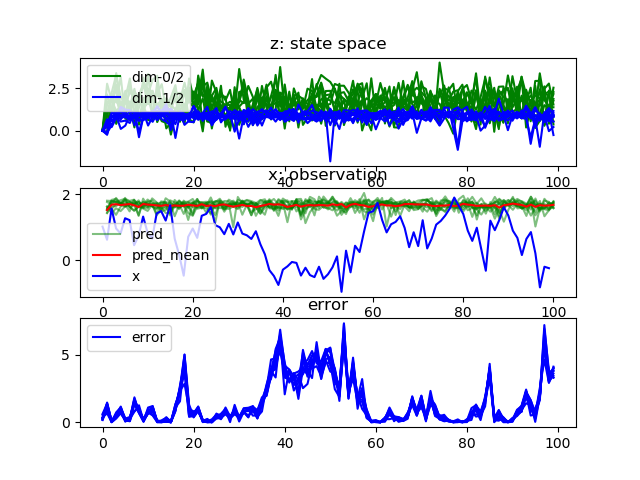 z: state space
2.5
0.0
dim-0/2
dim-1/2
0 20 40 60 80 100
x: observation
2
0
pred
pred_mean
x
0 20 40 60 80 100
error
5
0
error
0 20 40 60 80 100